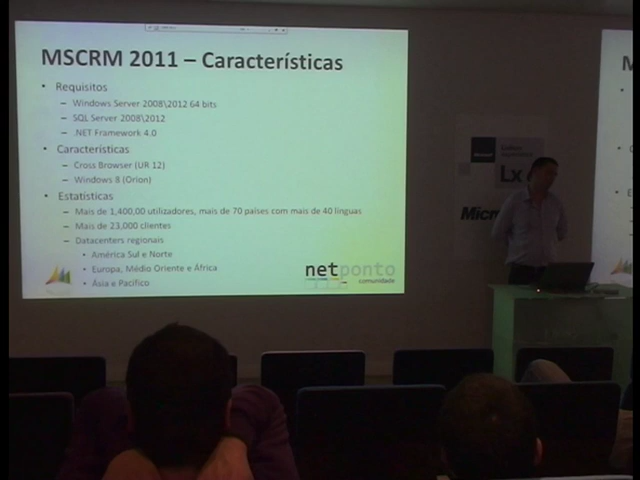 MSCRM 2011 – Características
• Requisitos
– Windows Server 2008\2012 64 bits
– SQL Server 2008\2012
– .NET Framework 4.0
• Características
– Cross Browser (UR 12)
– Windows 8 (Orion)
• Estatísticas
– Mais de 1,400,00 utilizadores, mais de 70 países com mais de 40 línguas
– Mais de 23,000 clientes
– Datacenters regionais
• América Sul e Norte
• Europa, Médio Oriente e África
• Ásia e Pacífico
netponto
comunidade
Lx
Micr
M